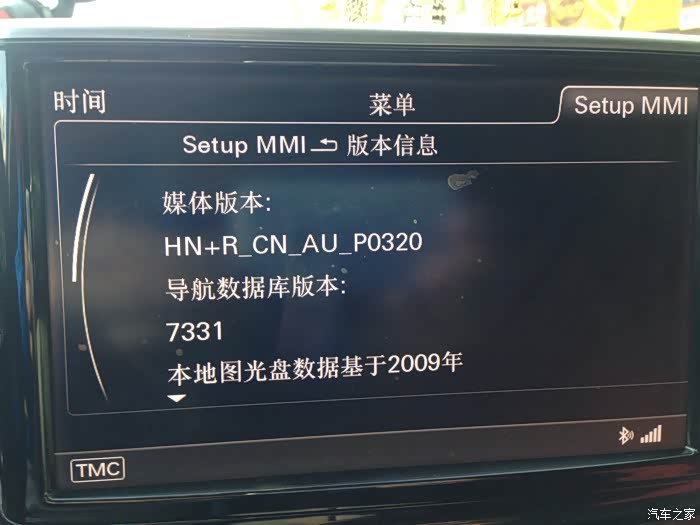 时间
菜单
Setup MMI
Setup MMI 版本信息
媒体版本:
HN+R_CN_AU_P0320
导航数据库版本:
7331
本地图光盘数据基于2009年
TMC
汽车之家